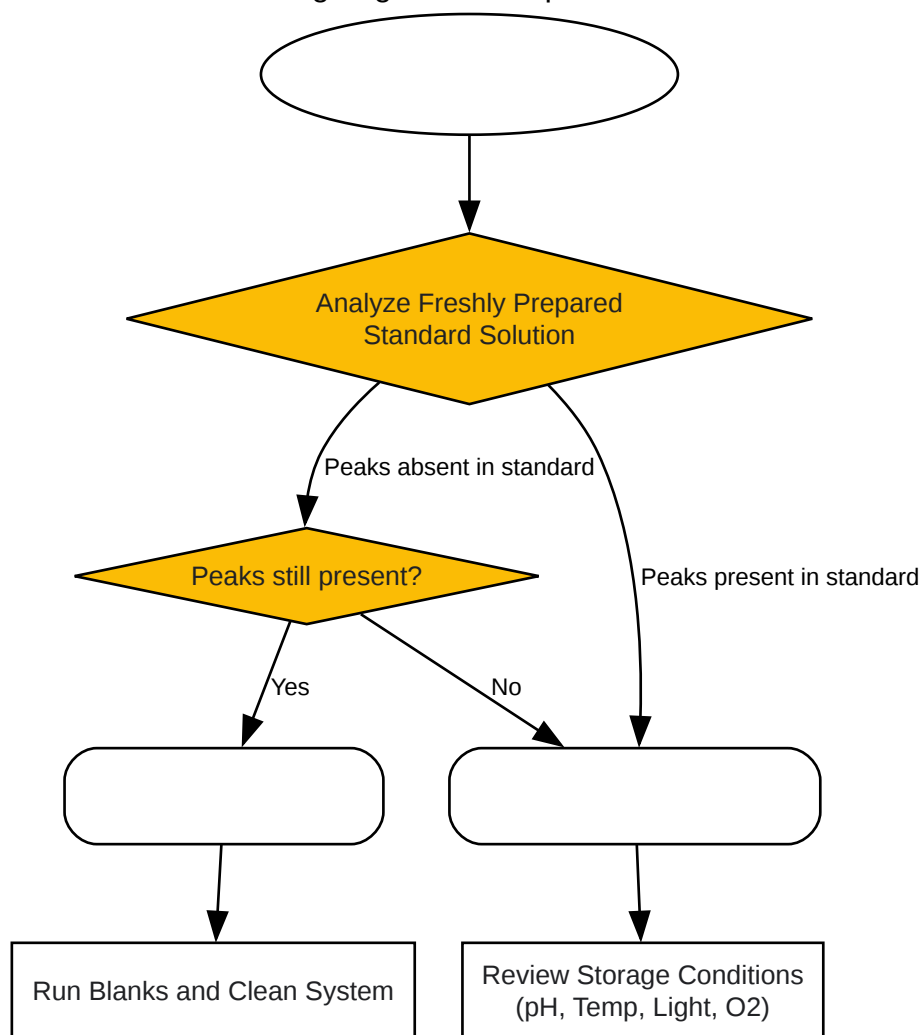 Analyze Freshly Prepared
Standard Solution
Peaks absent in standard
Peaks still present?
Peaks present in standard
Yes
No
Run Blanks and Clean System
Review Storage Conditions
(pH, Temp, Light, O2)